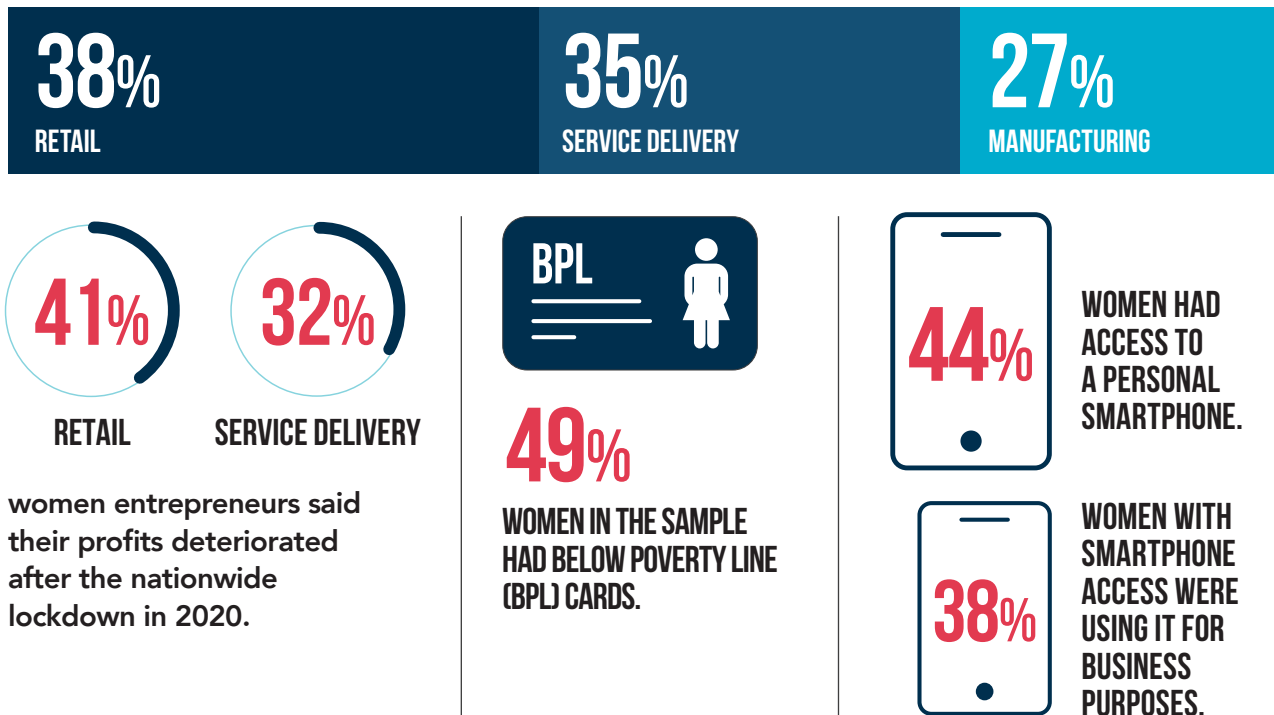 38%
RETAIL
35%
SERVICE DELIVERY
27%
MANUFACTURING
41%
RETAIL
32%
SERVICE DELIVERY
women entrepreneurs said
their profits deteriorated
after the nationwide
lockdown in 2020.
BPL
49%
WOMEN IN THE SAMPLE
HAD BELOW POVERTY LINE
(BPL) CARDS.
44%
WOMEN HAD
ACCESS TO
A PERSONAL
SMARTPHONE.
38%
WOMEN WITH
SMARTPHONE
ACCESS WERE
USING IT FOR
BUSINESS
PURPOSES.